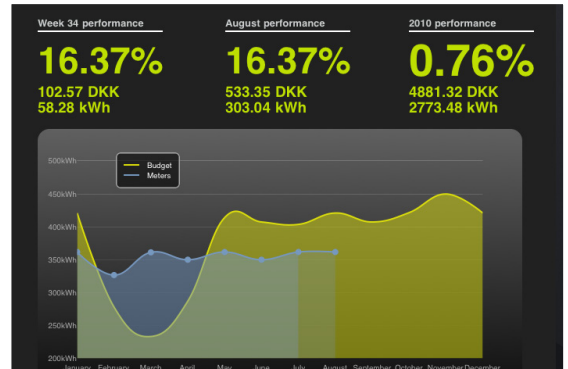 Week 34 performance
August performance
2010 performance
16.37%
16.37%
0.76%
102.57 DKK
533.35 DKK
4881.32 DKK
58.28 kWh
303.04 kWh
2773.48 kWh
500kWh
Budget
Meters
450kWh
400kWh
350kWh
300kWh
250kWh
200kWh
January February March April May June July August September October November December